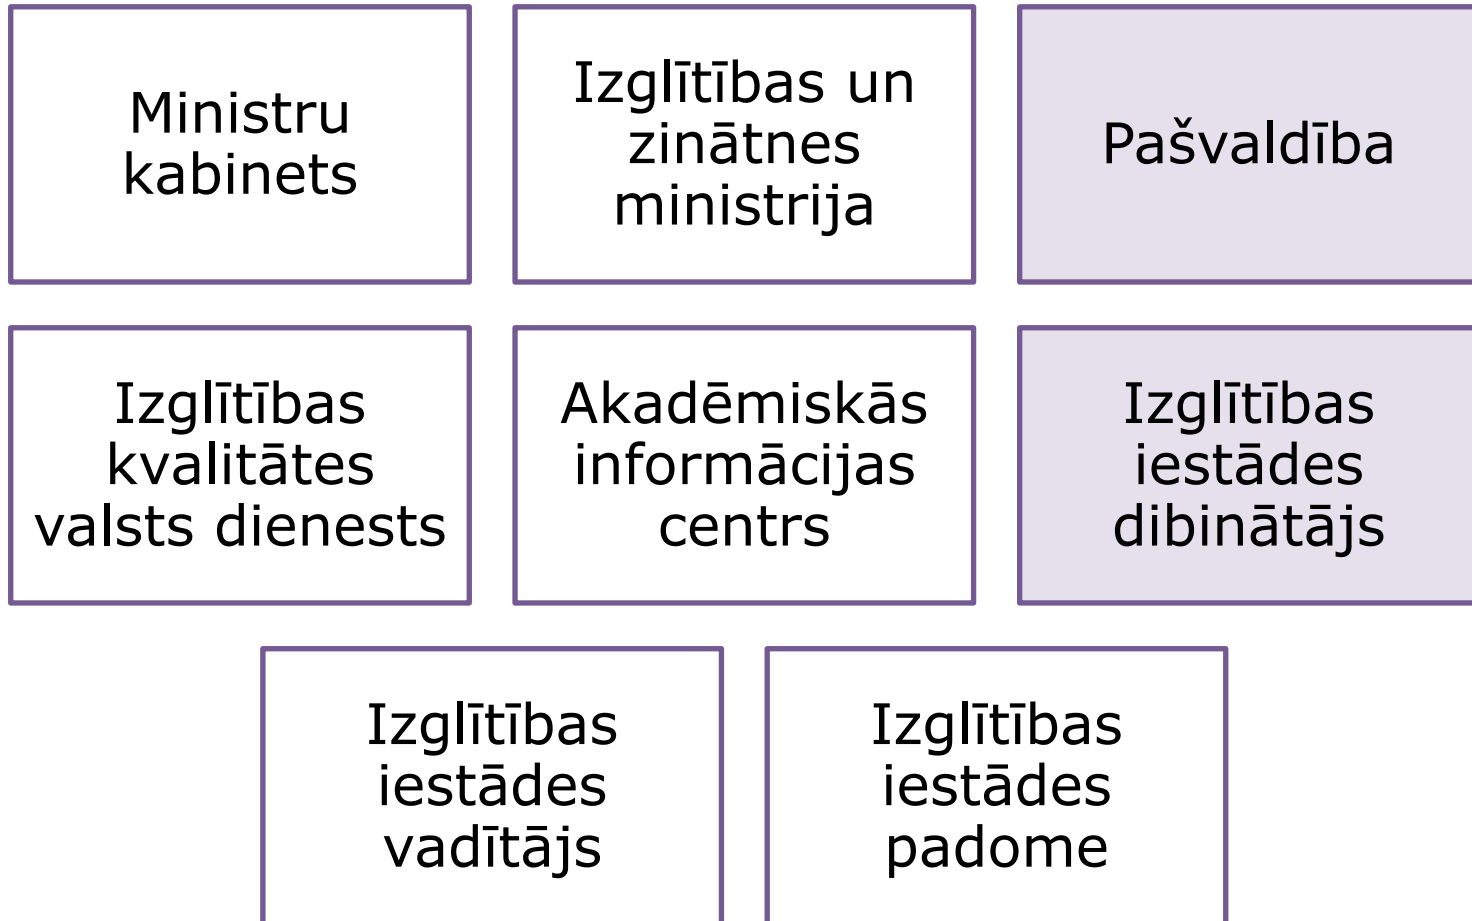 Ministru
kabinets
Izglītības un
zinātnes
ministrija
Pašvaldība
Izglītības
kvalitātes
valsts dienests
Akadēmiskās
informācijas
centrs
Izglītības
iestādes
dibinātājs
Izglītības
iestādes
vadītājs
Izglītības
iestādes
padome